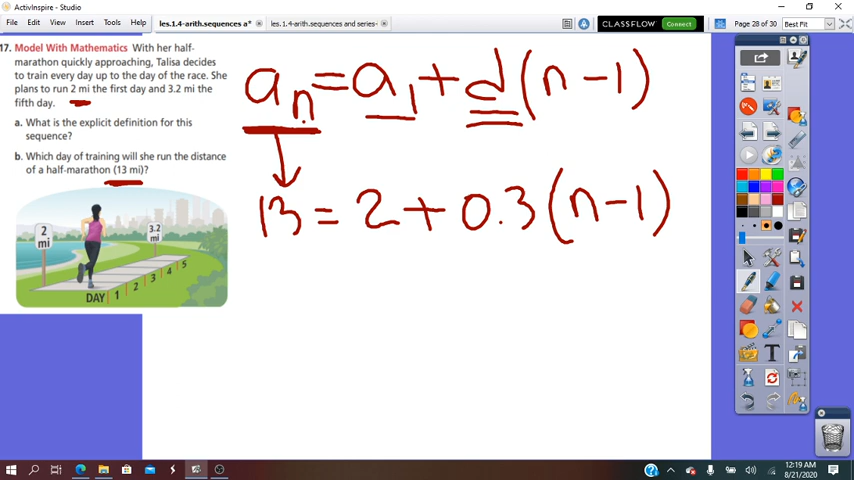 ActivInspire - Studio
File Edit View Insert Tools Help
les.1.4-arith.sequences a*
les.1.4-arith.sequences and series-
CLASSFLOW
Connect
Page 28 of 30
Best Fit
17. Model With Mathematics With her half-
marathon quickly approaching, Talisa decides
to train every day up to the day of the race. She
plans to run 2 mi the first day and 3.2 mi the
fifth day.
a. What is the explicit definition for this
sequence?
b. Which day of training will she run the distance
of a half-marathon (13 mi)?
2
mi
3.2
mi
DAY 1 2 3 4 5
aₙ = a₁ + d(n-1)
13 = 2 + 0.3(n-1)
12:19 AM
8/21/2020